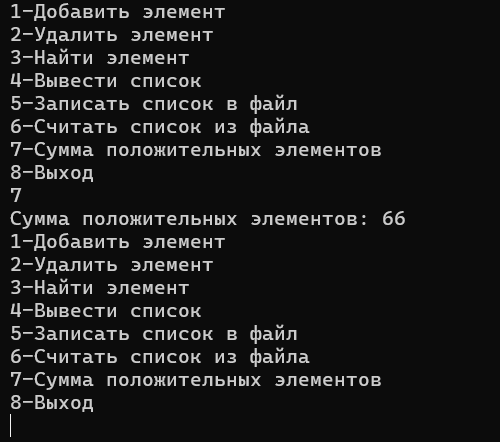 1-Добавить элемент
2-Удалить элемент
3-Найти элемент
4-Вывести список
5-Записать список в файл
6-Считать список из файла
7-Сумма положительных элементов
8-Выход
7
Сумма положительных элементов: 66
1-Добавить элемент
2-Удалить элемент
3-Найти элемент
4-Вывести список
5-Записать список в файл
6-Считать список из файла
7-Сумма положительных элементов
8-Выход